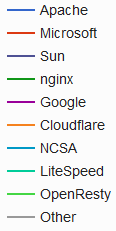 Apache
Microsoft
Sun
nginx
Google
Cloudflare
NCSA
LiteSpeed
OpenResty
Other